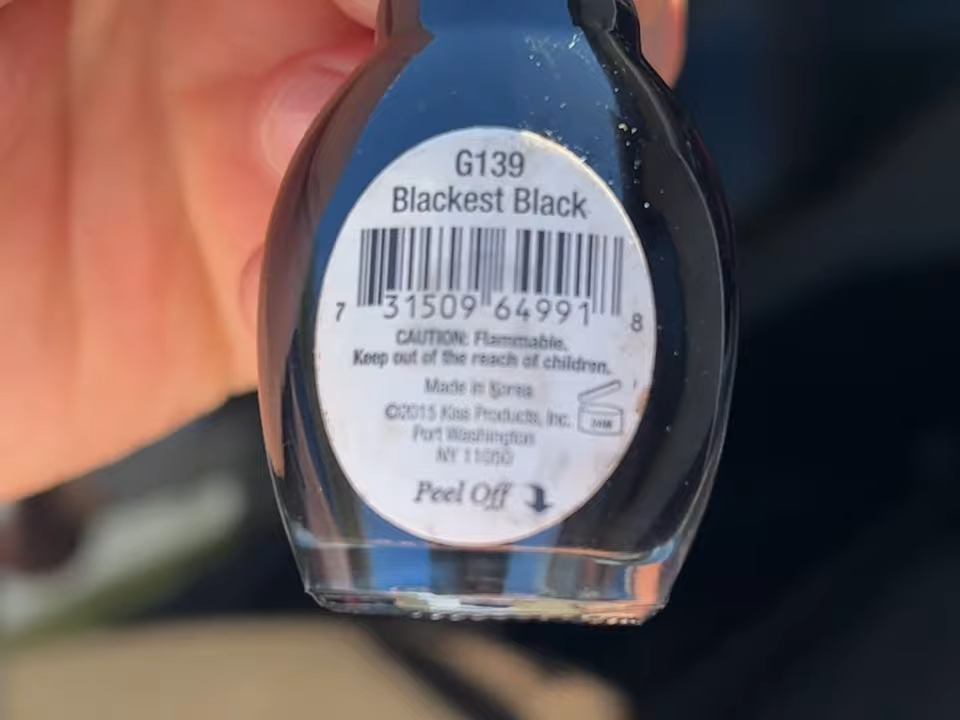 G139
Blackest Black
7 31509 64991 8
CAUTION: Flammable.
Keep out of the reach of children.
Made in Korea
©2015 Kiss Products, Inc.
Port Washington
NY 11050
Peel Off